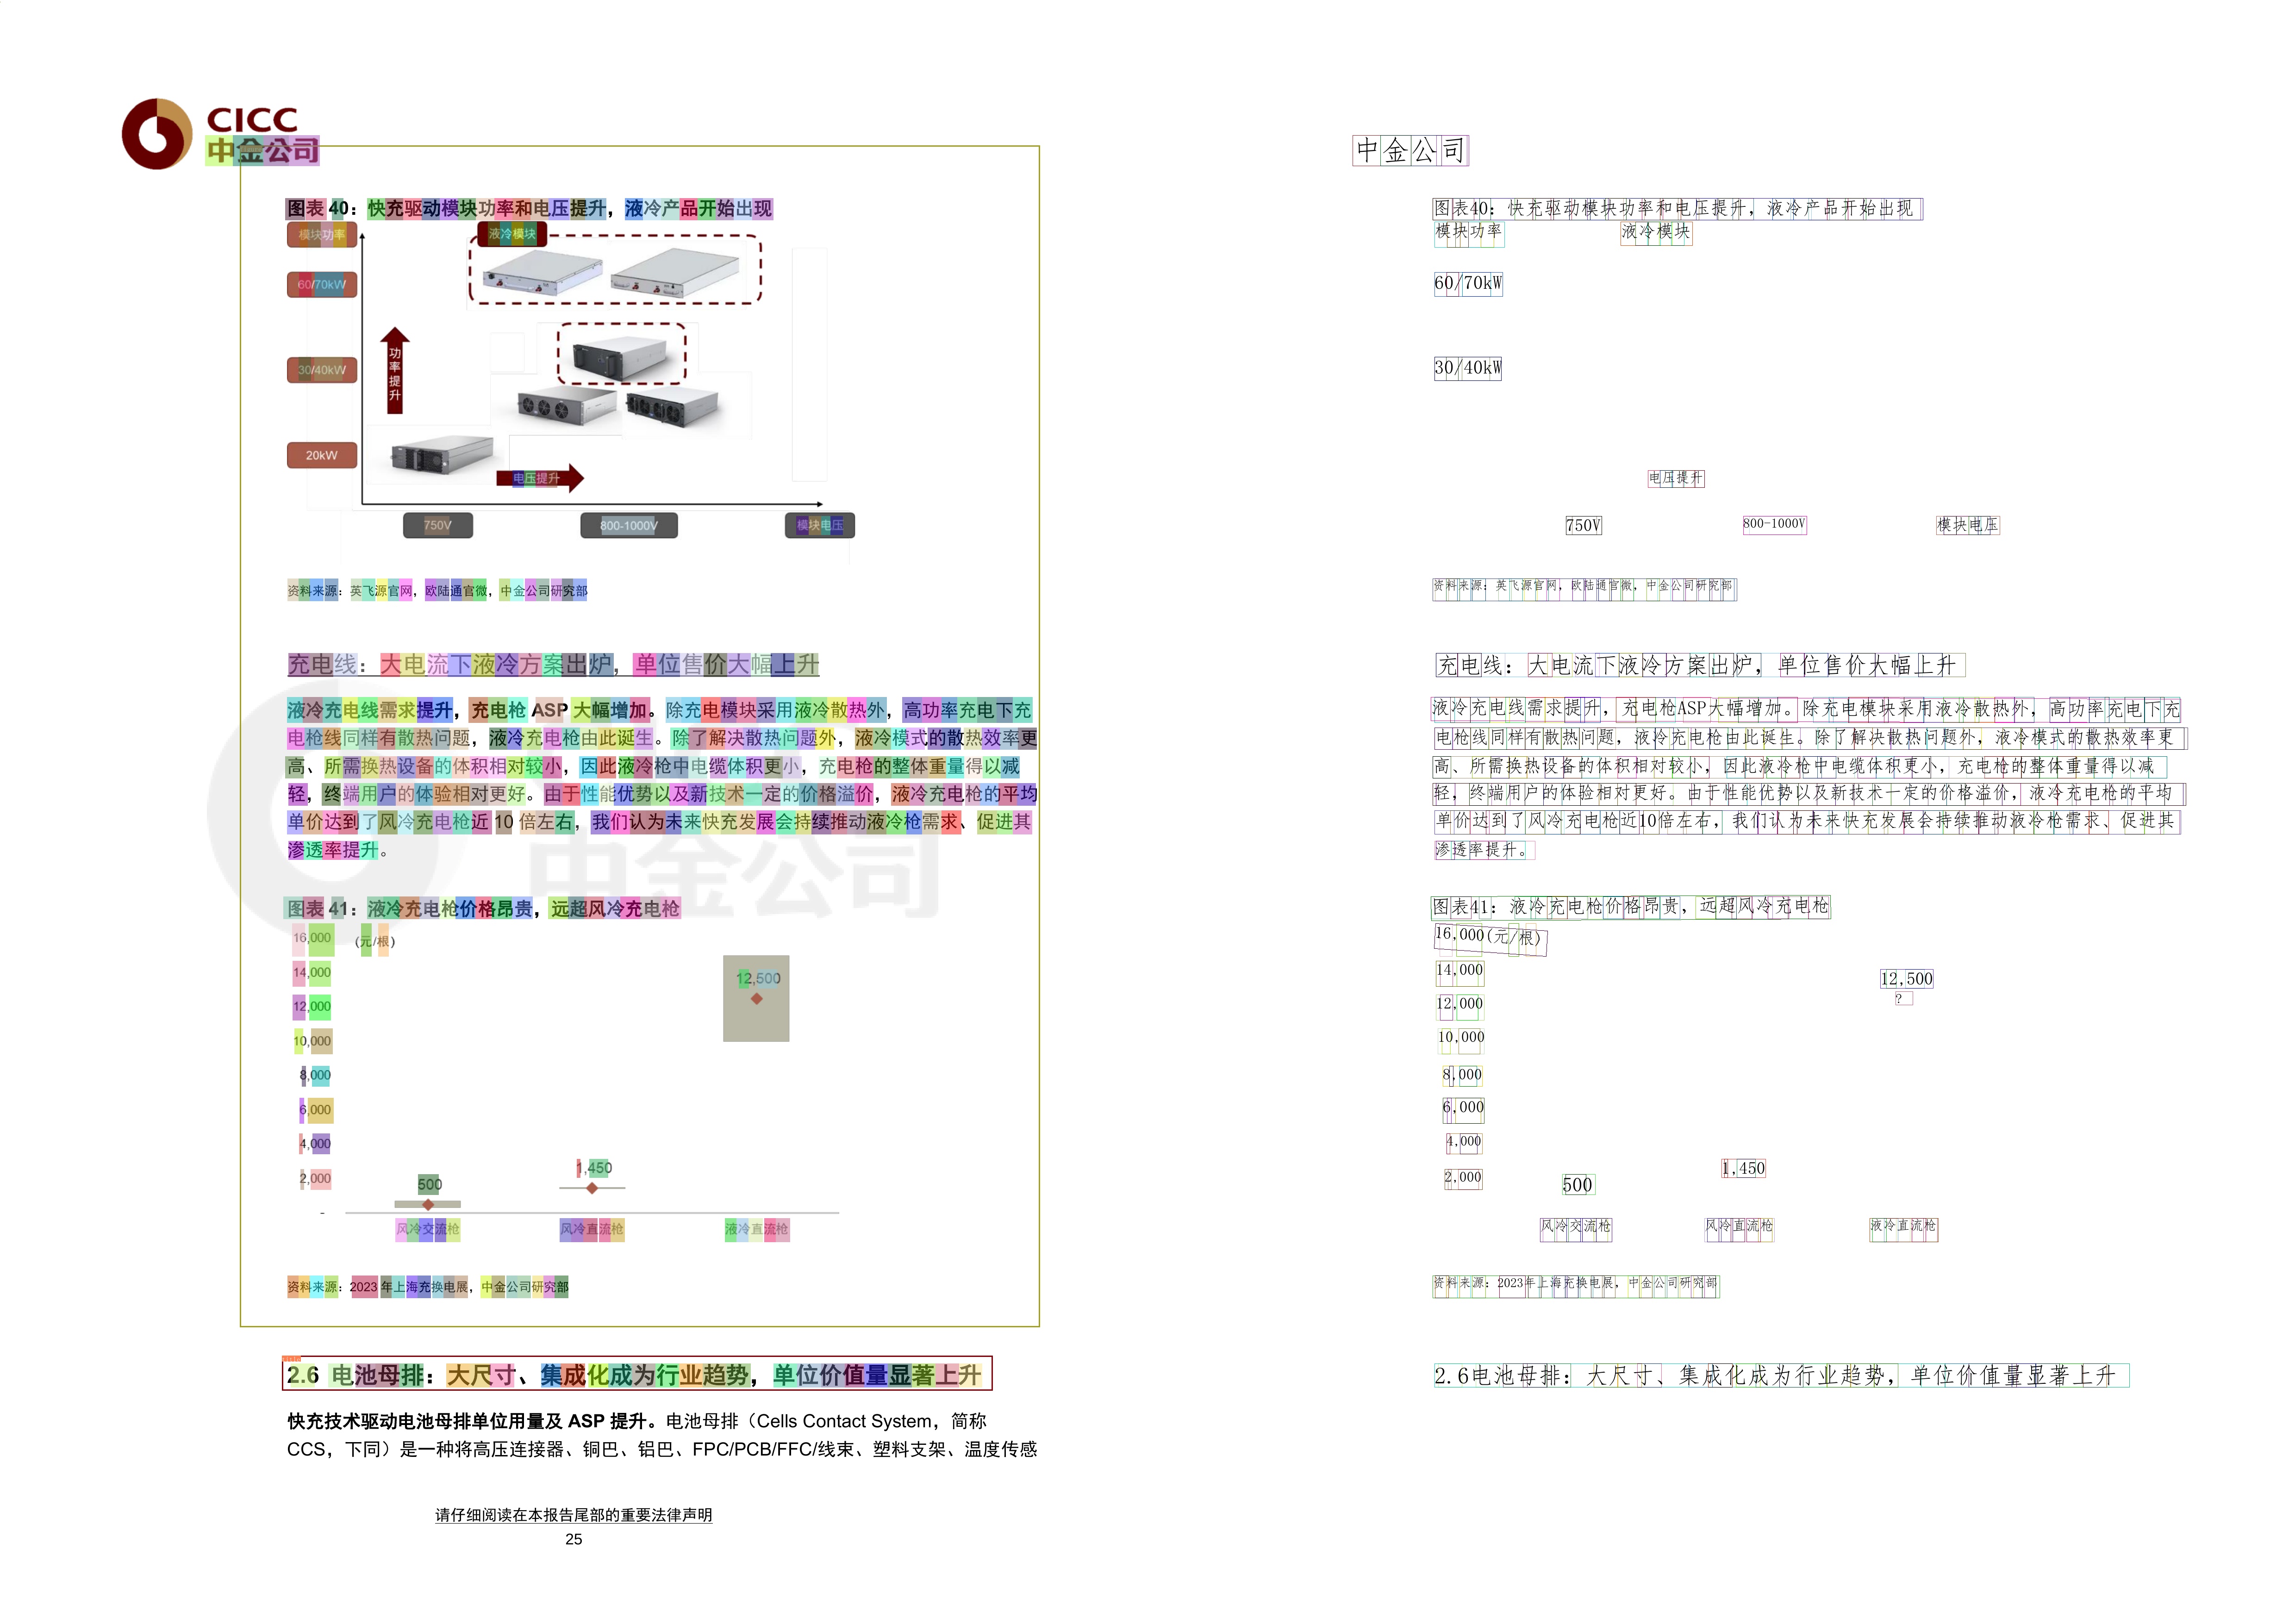 CICC
中金公司
图表 40：快充驱动模块功率和电压提升，液冷产品开始出现
模块功率
液冷模块
60/70kW
30/40kW
功率提升
20kW
电压提升
750V
800-1000V
模块电压
资料来源：英飞源官网，欧陆通官微，中金公司研究部
充电线：大电流下液冷方案出炉，单位售价大幅上升
液冷充电线需求提升，充电枪 ASP 大幅增加。除充电模块采用液冷散热外，高功率充电下充
电枪线同样有散热问题，液冷充电枪由此诞生。除了解决散热问题外，液冷模式的散热效率更
高、所需换热设备的体积相对较小，因此液冷枪中电缆体积更小，充电枪的整体重量得以减
轻，终端用户的体验相对更好。由于性能优势以及新技术一定的价格溢价，液冷充电枪的平均
单价达到了风冷充电枪近 10 倍左右，我们认为未来快充发展会持续推动液冷枪需求、促进其
渗透率提升。
中金公司
图表 41：液冷充电枪价格昂贵，远超风冷充电枪
16,000
(元/根)
14,000
12,500
12,000
10,000
8,000
6,000
4,000
2,000
500
1,450
-
风冷交流枪
风冷直流枪
液冷直流枪
资料来源：2023 年上海充换电展，中金公司研究部
2.6 电池母排：大尺寸、集成化成为行业趋势，单位价值量显著上升
快充技术驱动电池母排单位用量及 ASP 提升。电池母排（Cells Contact System，简称
CCS，下同）是一种将高压连接器、铜巴、铝巴、FPC/PCB/FFC/线束、塑料支架、温度传感
请仔细阅读在本报告尾部的重要法律声明
25
中金公司
图表40：快充驱动模块功率和电压提升，液冷产品开始出现
模块功率
液冷模块
60/70kW
30/40kW
电压提升
750V
800-1000V
模块电压
资料来源：英飞源官网，欧陆通官微，中金公司研究部
充电线：大电流下液冷方案出炉，单位售价大幅上升
液冷充电线需求提升，充电枪ASP大幅增加。除充电模块采用液冷散热外，高功率充电下充
电枪线同样有散热问题，液冷充电枪由此诞生。除了解决散热问题外，液冷模式的散热效率更
高、所需换热设备的体积相对较小，因此液冷枪中电缆体积更小，充电枪的整体重量得以减
轻，终端用户的体验相对更好。由于性能优势以及新技术一定的价格溢价，液冷充电枪的平均
单价达到了风冷充电枪近10倍左右，我们认为未来快充发展会持续推动液冷枪需求、促进其
渗透率提升。
图表41：液冷充电枪价格昂贵，远超风冷充电枪
16,000(元/根)
14,000
12,500
?
12,000
10,000
8,000
6,000
4,000
2,000
1,450
500
风冷交流枪
风冷直流枪
液冷直流枪
资料来源：2023年上海充换电展，中金公司研究部
2.6电池母排：大尺寸、集成化成为行业趋势，单位价值量显著上升